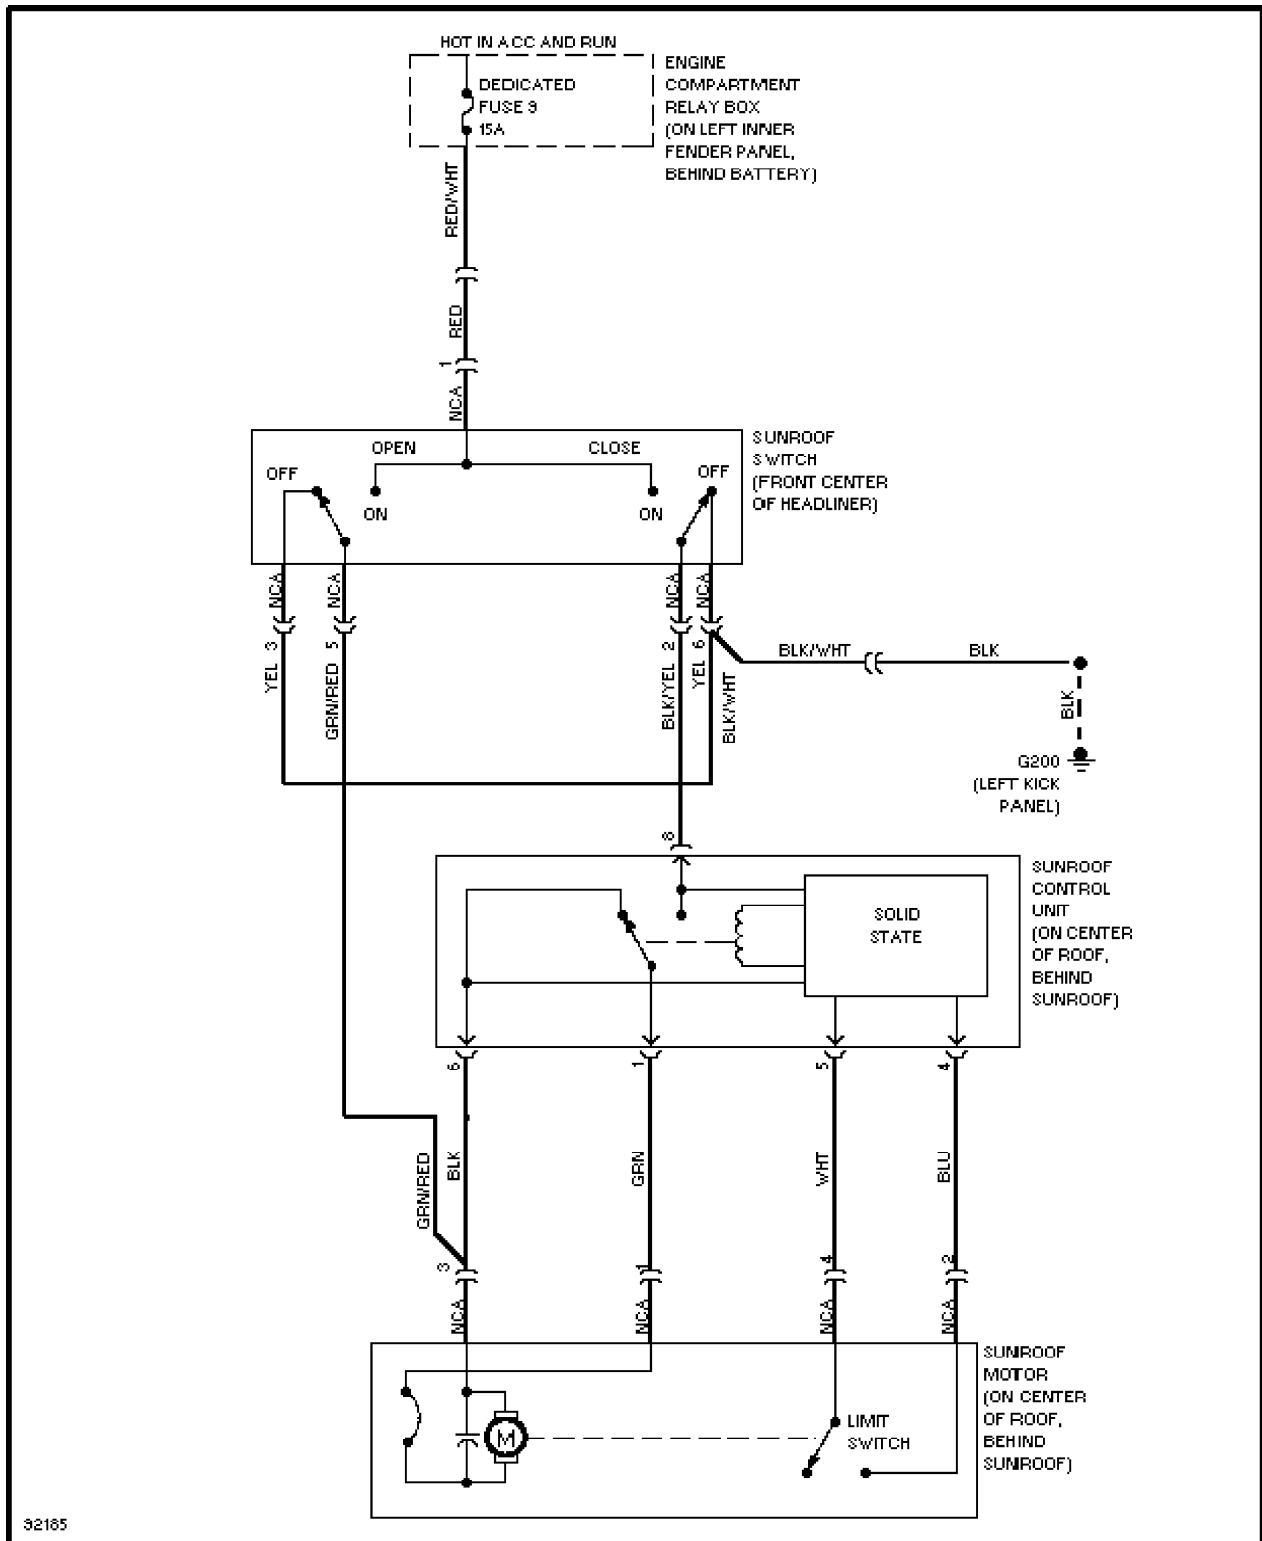 HOT IN ACC AND RUN
DEDICATED
FUSE 9
15A
ENGINE
COMPARTMENT
RELAY BOX
(ON LEFT INNER
FENDER PANEL,
BEHIND BATTERY)
RED/WHT
RED
1
NCA
OPEN
CLOSE
OFF
OFF
ON
ON
SUNROOF
SWITCH
(FRONT CENTER
OF HEADLINER)
NCA
NCA
NCA
NCA
3
5
2
6
YEL
GRN/RED
BLK/YEL
YEL
BLK/WHT
BLK/WHT
BLK
BLK
G200
(LEFT KICK
PANEL)
8
SOLID
STATE
SUNROOF
CONTROL
UNIT
(ON CENTER
OF ROOF,
BEHIND
SUNROOF)
6
1
5
4
GRN/RED
BLK
GRN
WHT
BLU
3
1
4
2
NCA
NCA
NCA
NCA
M
LIMIT
SWITCH
SUNROOF
MOTOR
(ON CENTER
OF ROOF,
BEHIND
SUNROOF)
92185